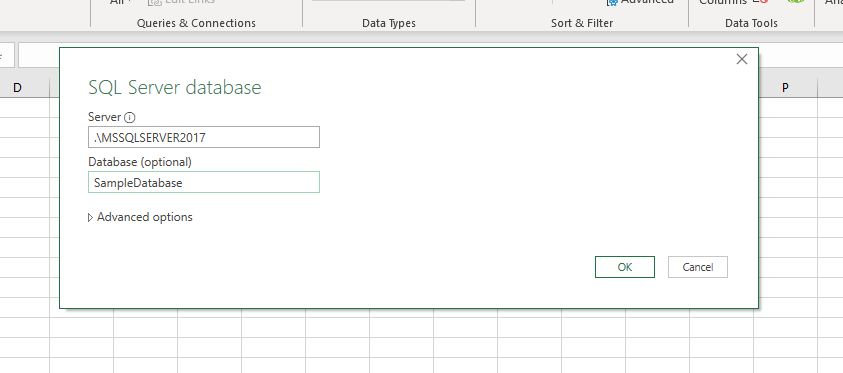 All
Edit Links
Advanced
Columns
Queries & Connections
Data Types
Sort & Filter
Data Tools
D
P
SQL Server database
Server
.\MSSQLSERVER2017
Database (optional)
SampleDatabase
Advanced options
OK
Cancel